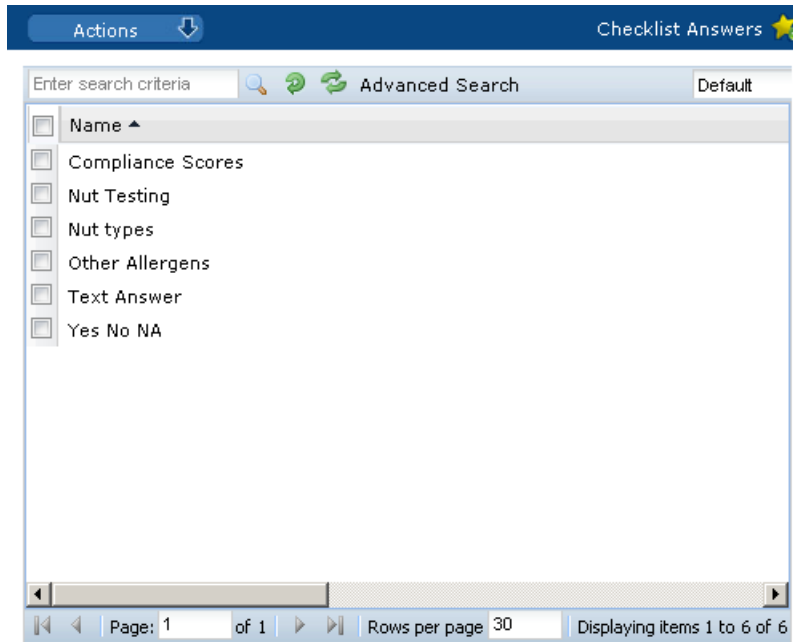 Actions Checklist Answers
Enter search criteria Advanced Search Default
Name
Compliance Scores
Nut Testing
Nut types
Other Allergens
Text Answer
Yes No NA
Page: 1 of 1 Rows per page 30 Displaying items 1 to 6 of 6